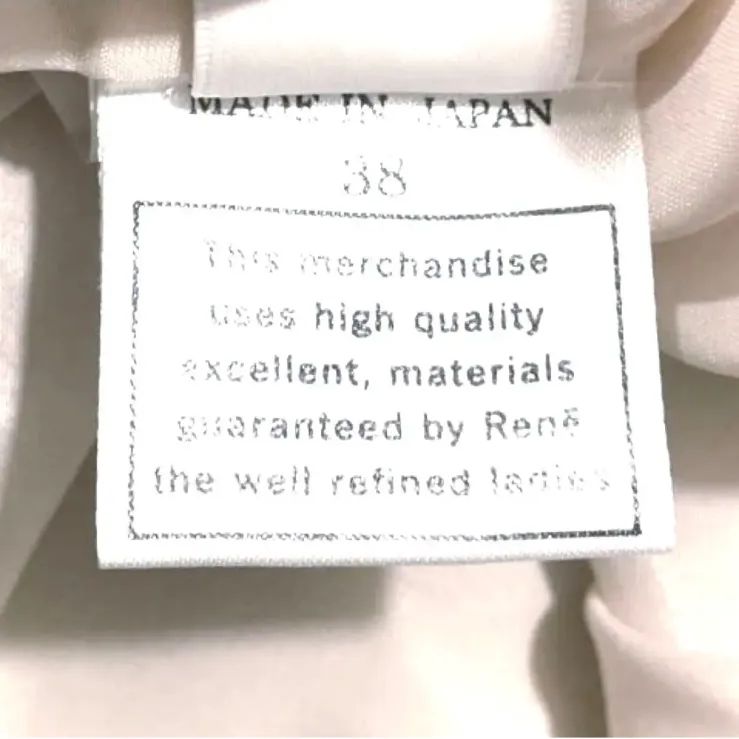 MADE IN JAPAN
38
This merchandise
uses high quality
excellent, materials
guaranteed by René
the well refined ladies